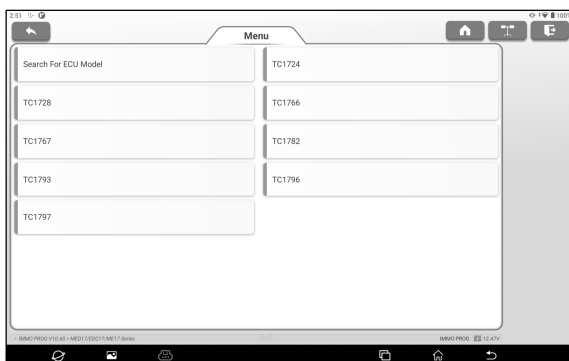 2:51
100%
Menu
Search For ECU Model
TC1724
TC1728
TC1766
TC1767
TC1782
TC1793
TC1796
TC1797
IMMO PROG V10.60 > MED17/EDC17/ME17 Series
IMMO PROG 12.47V